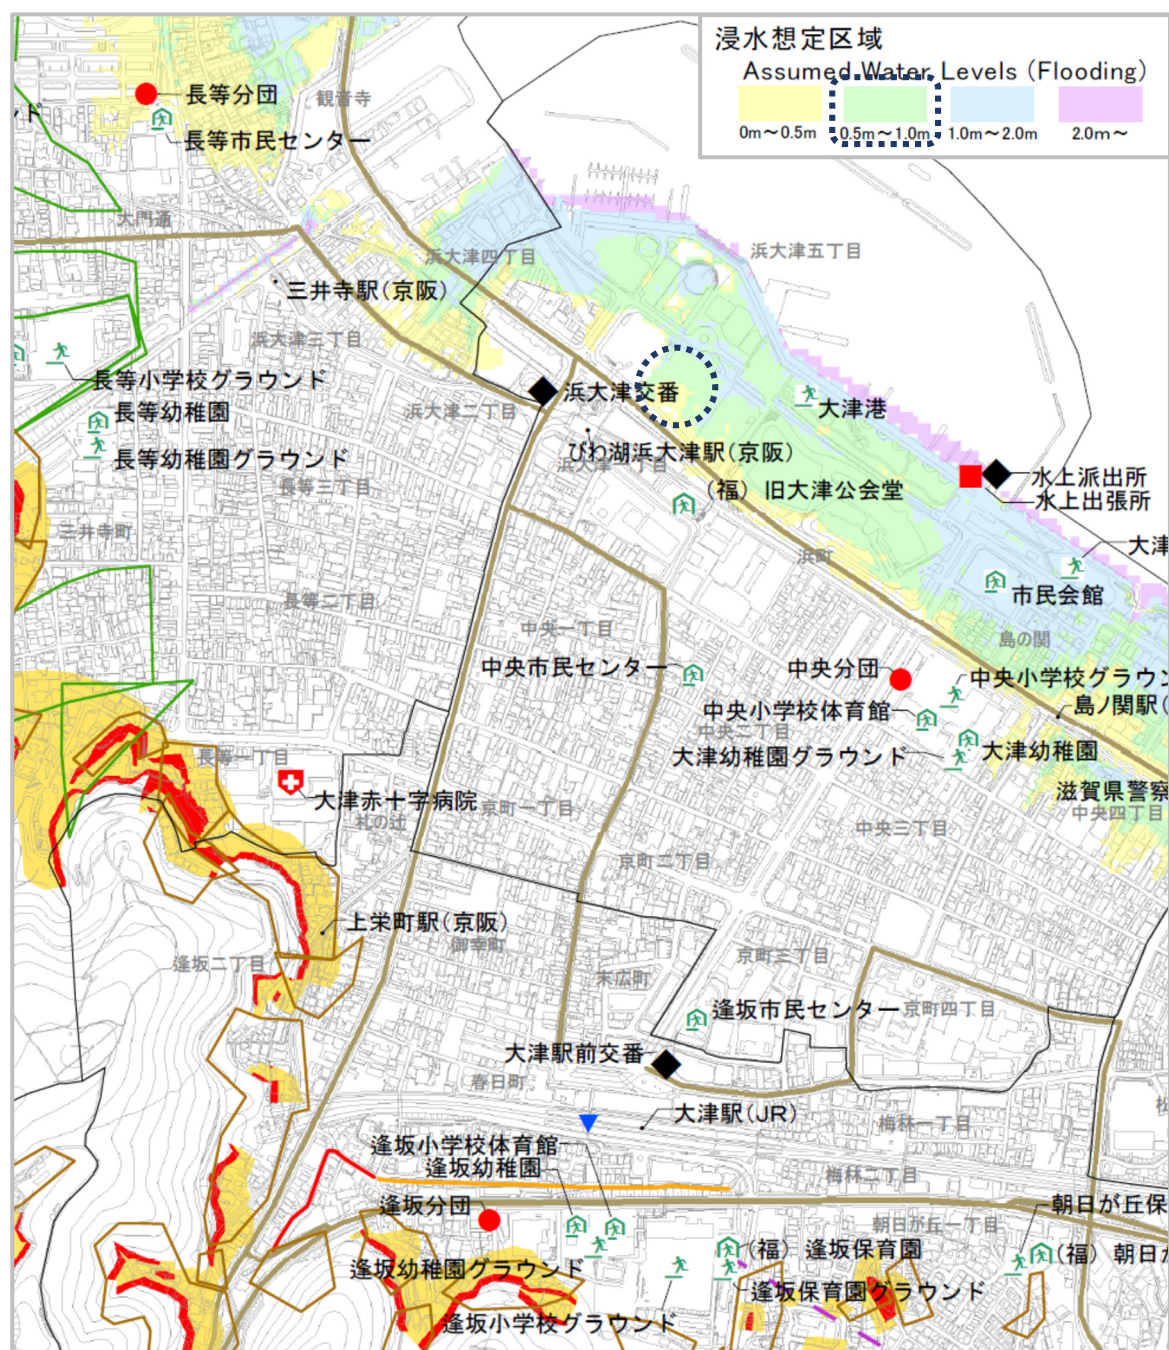 浸水想定区域
Assumed Water Levels (Flooding)
0m～0.5m
0.5m～1.0m
1.0m～2.0m
2.0m～
長等分団
長等市民センター
観音寺
ド
大門通
浜大津四丁目
浜大津五丁目
三井寺駅(京阪)
浜大津三丁目
長等小学校グラウンド
浜大津交番
大津港
長等幼稚園
浜大津二丁目
長等幼稚園グラウンド
びわ湖浜大津駅(京阪)
浜大津一丁目
長等三丁目
(福) 旧大津公会堂
水上派出所
水上出張所
三井寺町
浜町
大津
市民会館
長等二丁目
中央一丁目
島の関
中央市民センター
中央分団
中央小学校グラウン
島ノ関駅(
中央小学校体育館
中央二丁目
大津幼稚園グラウンド
大津幼稚園
長等一丁目
大津赤十字病院
札の辻
京町一丁目
滋賀県警察
中央四丁目
中央三丁目
京町二丁目
上栄町駅(京阪)
御幸町
逢坂二丁目
末広町
京町三丁目
逢坂市民センター
京町四丁目
大津駅前交番
春日町
大津駅(JR)
梅林一丁目
松
逢坂小学校体育館
逢坂幼稚園
梅林二丁目
逢坂分団
朝日が丘保
朝日が丘一丁目
(福) 逢坂保育園
(福) 朝日が
逢坂幼稚園グラウンド
逢坂保育園グラウンド
逢坂小学校グラウンド